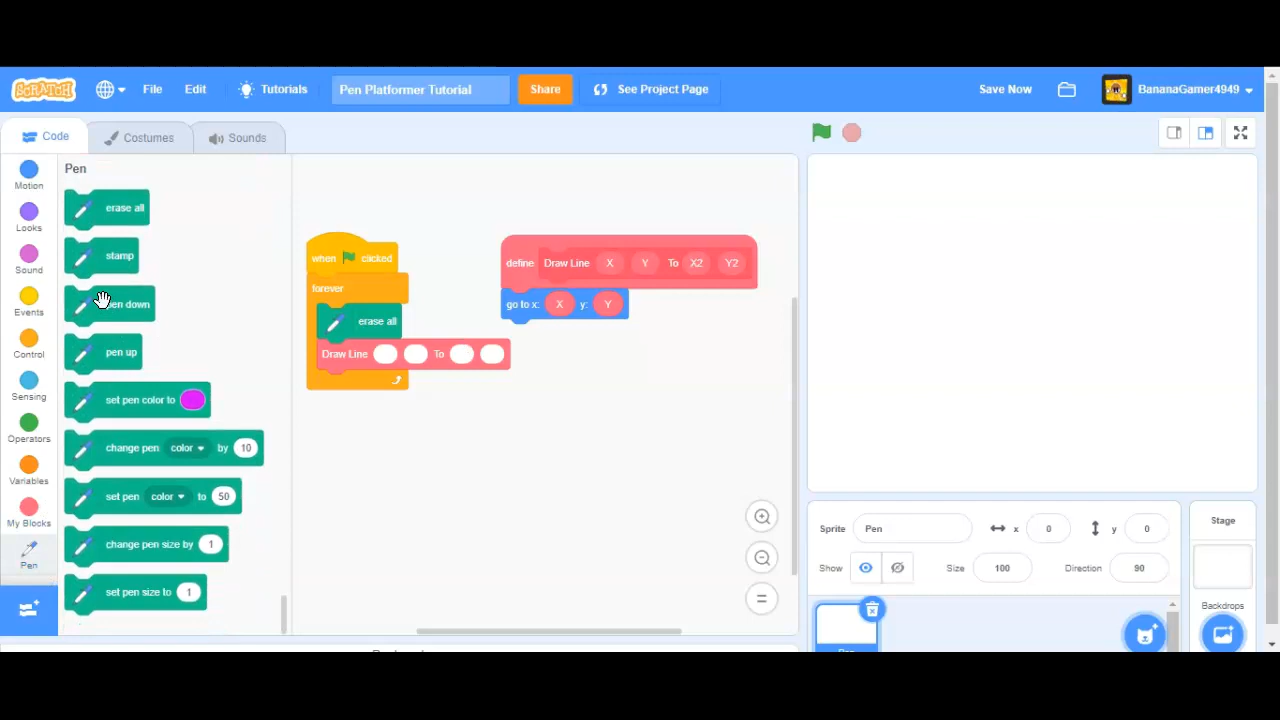 SCRATCH File Edit Tutorials Pen Platformer Tutorial Share See Project Page Save Now BananaGamer4949
Code Costumes Sounds
Motion
Looks
Sound
Events
Control
Sensing
Operators
Variables
My Blocks
Pen
Pen
erase all
stamp
pen down
pen up
set pen color to
change pen color by 10
set pen color to 50
change pen size by 1
set pen size to 1
when clicked
forever
erase all
Draw Line To
define Draw Line X Y To X2 Y2
go to x: X y: Y
Sprite Pen x 0 y 0
Show Size 100 Direction 90
Stage
Backdrops